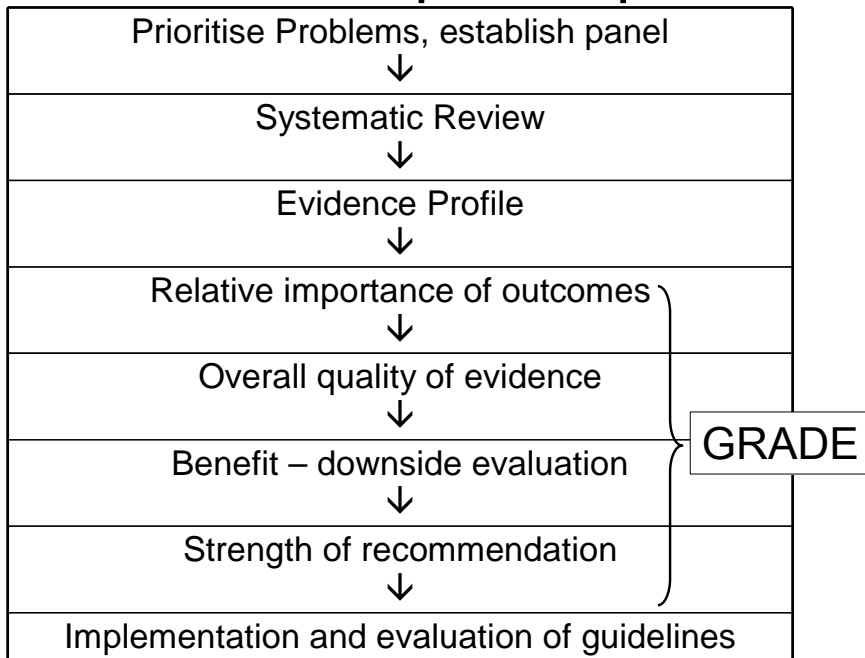 Prioritise Problems, establish panel
↓
Systematic Review
↓
Evidence Profile
↓
Relative importance of outcomes
↓
Overall quality of evidence
↓
Benefit – downside evaluation
↓
Strength of recommendation
↓
Implementation and evaluation of guidelines
GRADE